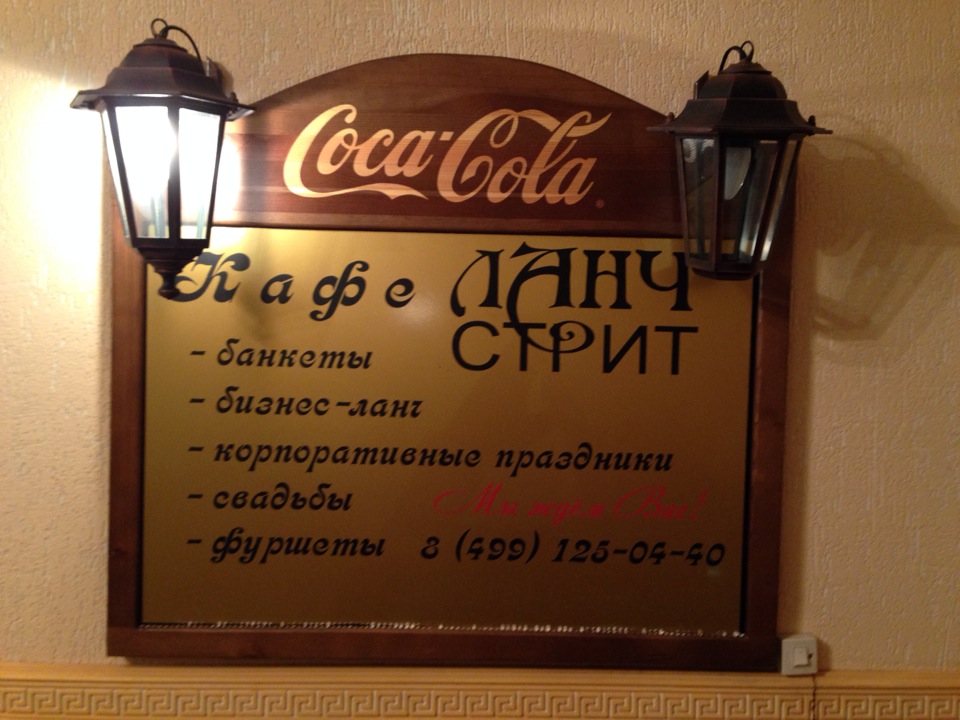 Coca-Cola
Кафе ЛАНЧ
СТРИТ
- банкеты
- бизнес-ланч
- корпоративные праздники
- свадьбы
Мы ждем Вас!
- фуршеты 8 (499) 125-04-40